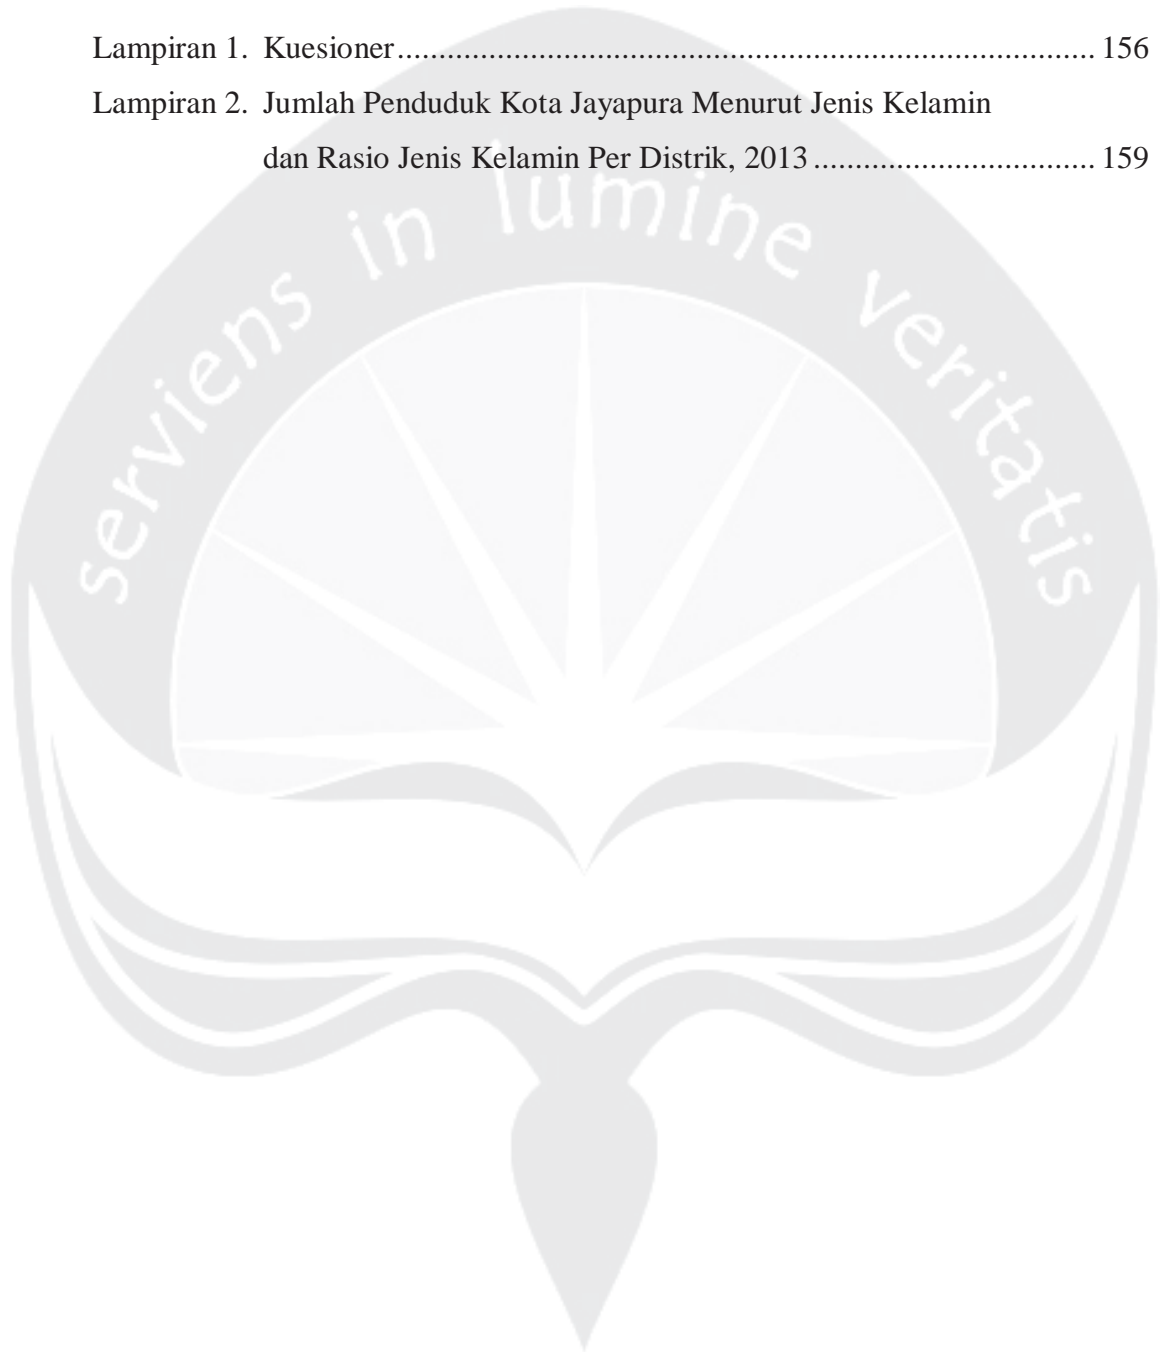 Lampiran 1. Kuesioner.................................................................................... 156
Lampiran 2. Jumlah Penduduk Kota Jayapura Menurut Jenis Kelamin
dan Rasio Jenis Kelamin Per Distrik, 2013.................................. 159
serviens in lumine veritatis